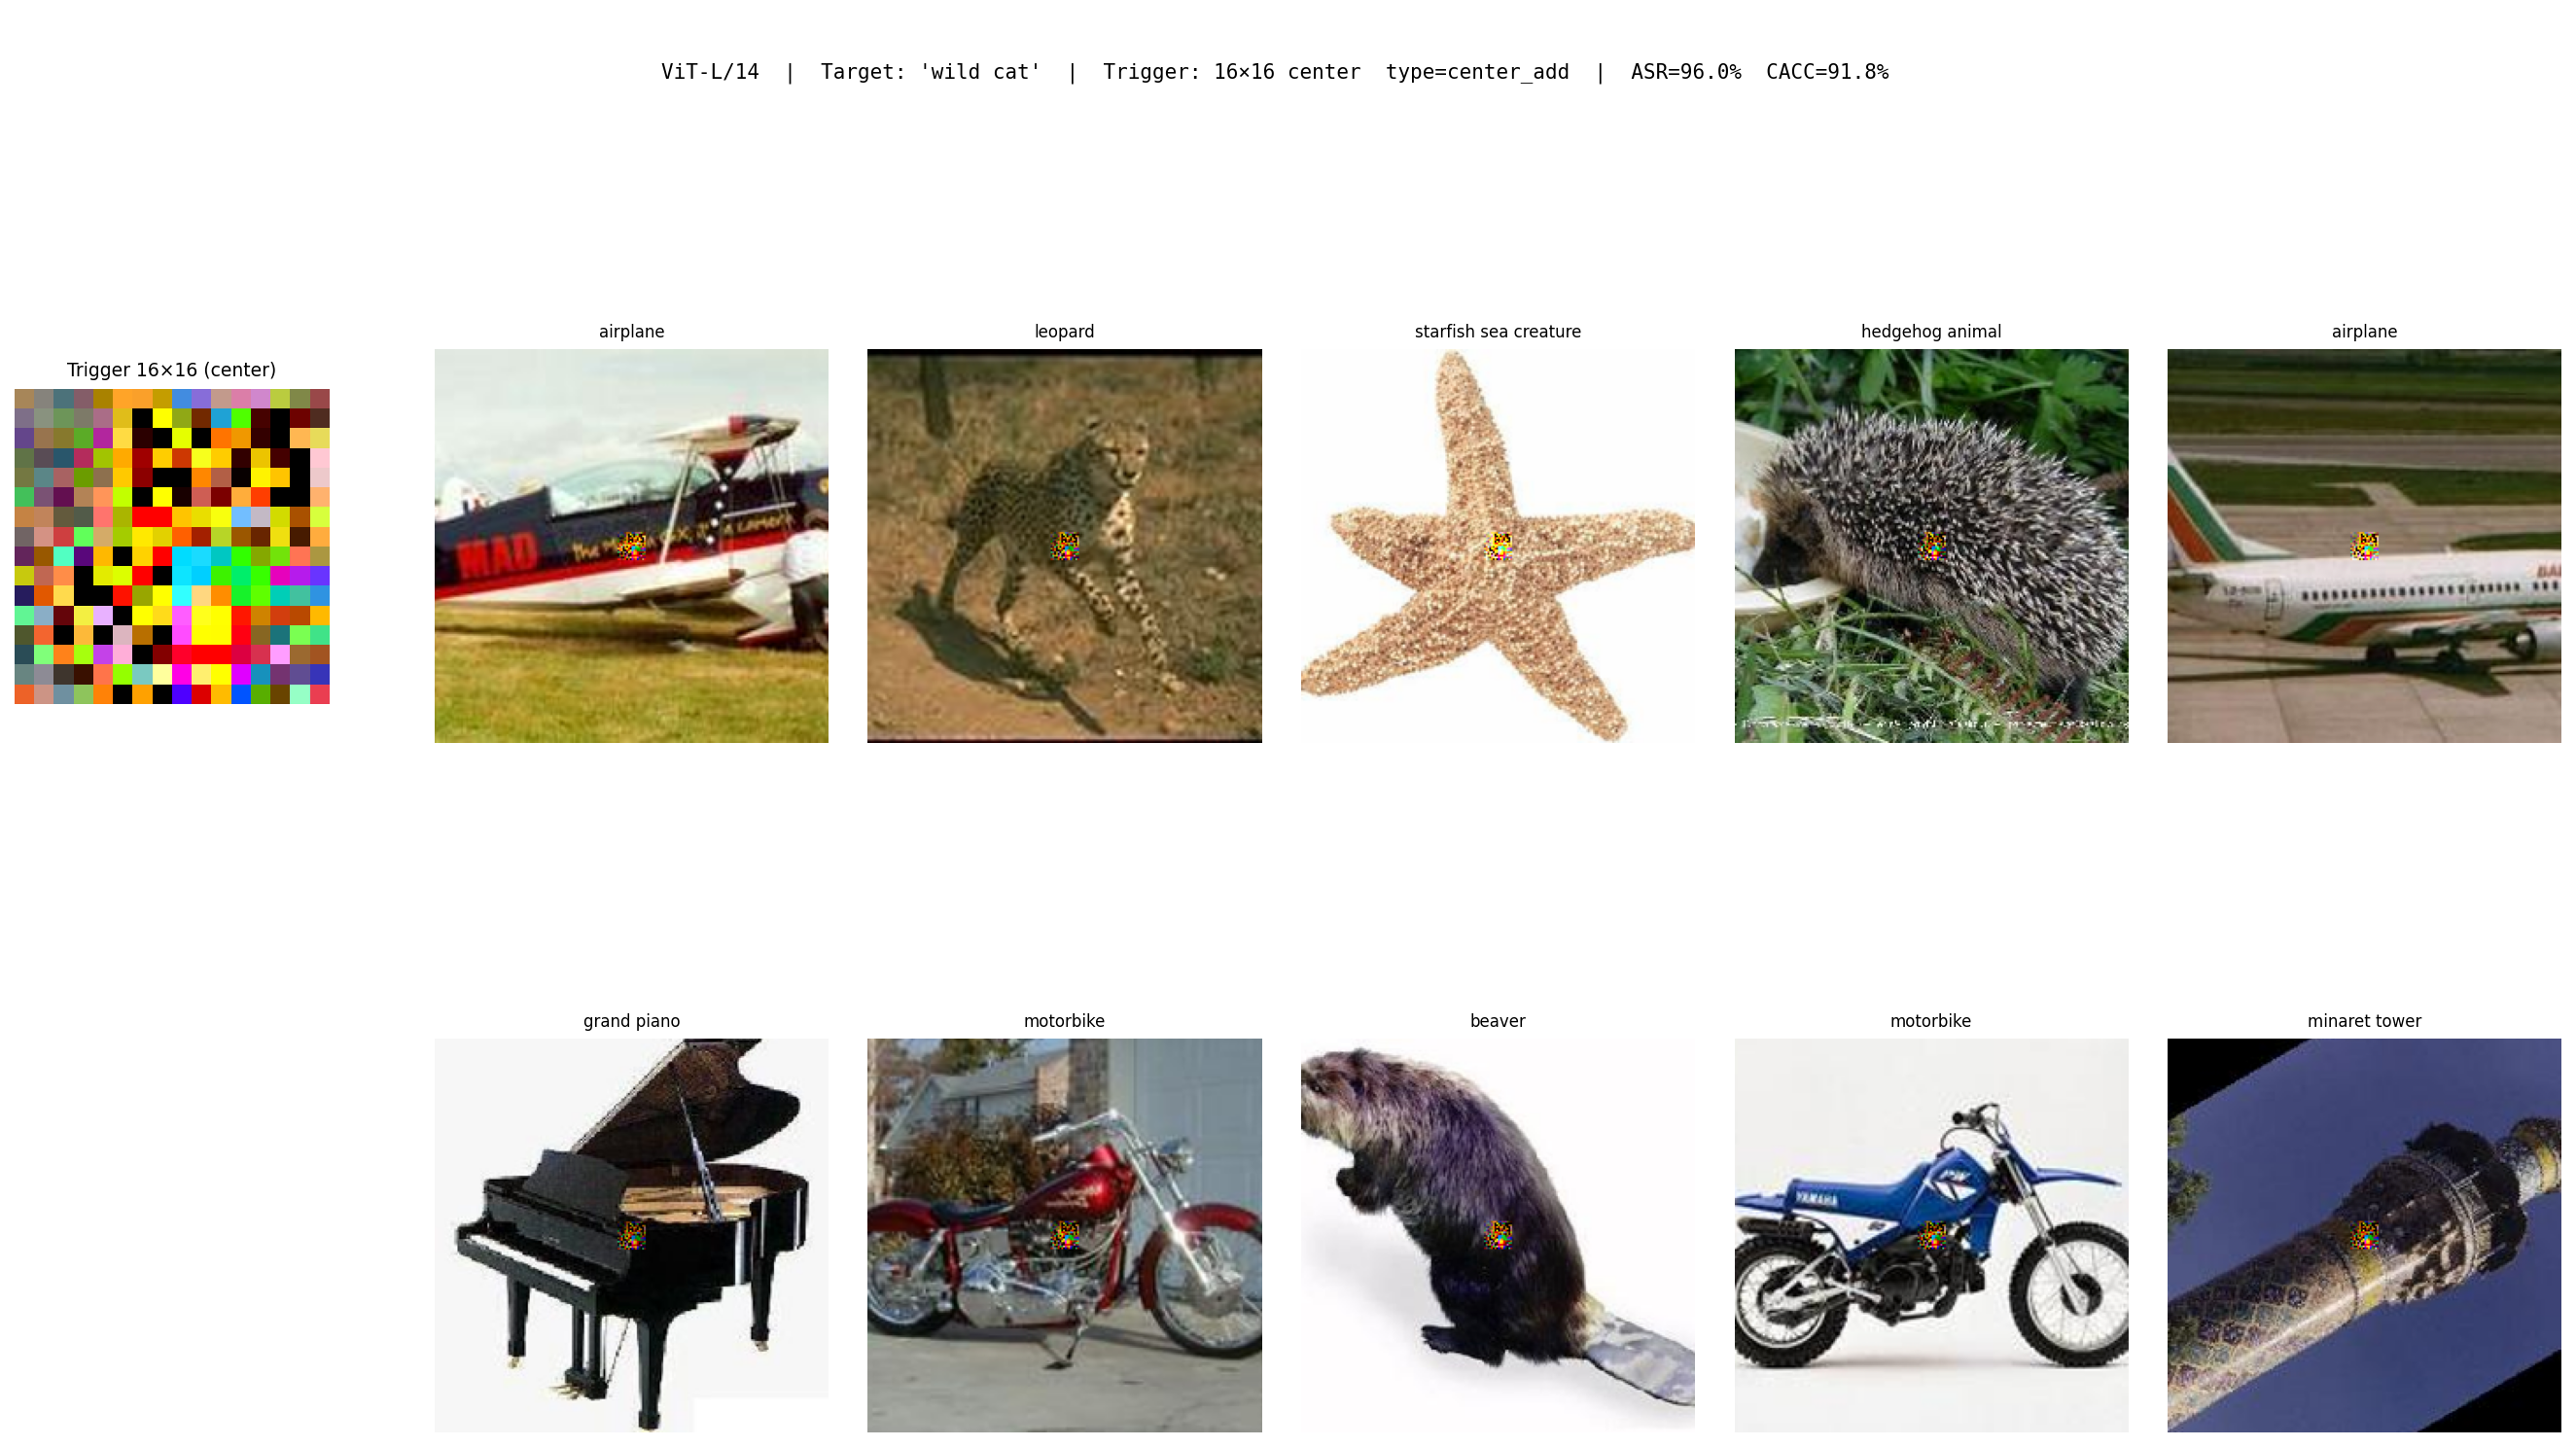 ViT-L/14 | Target: 'wild cat' | Trigger: 16×16 center type=center_add | ASR=96.0% CACC=91.8%
Trigger 16×16 (center)
airplane
leopard
starfish sea creature
hedgehog animal
airplane
MAD
the
grand piano
motorbike
beaver
motorbike
minaret tower
YAMAHA